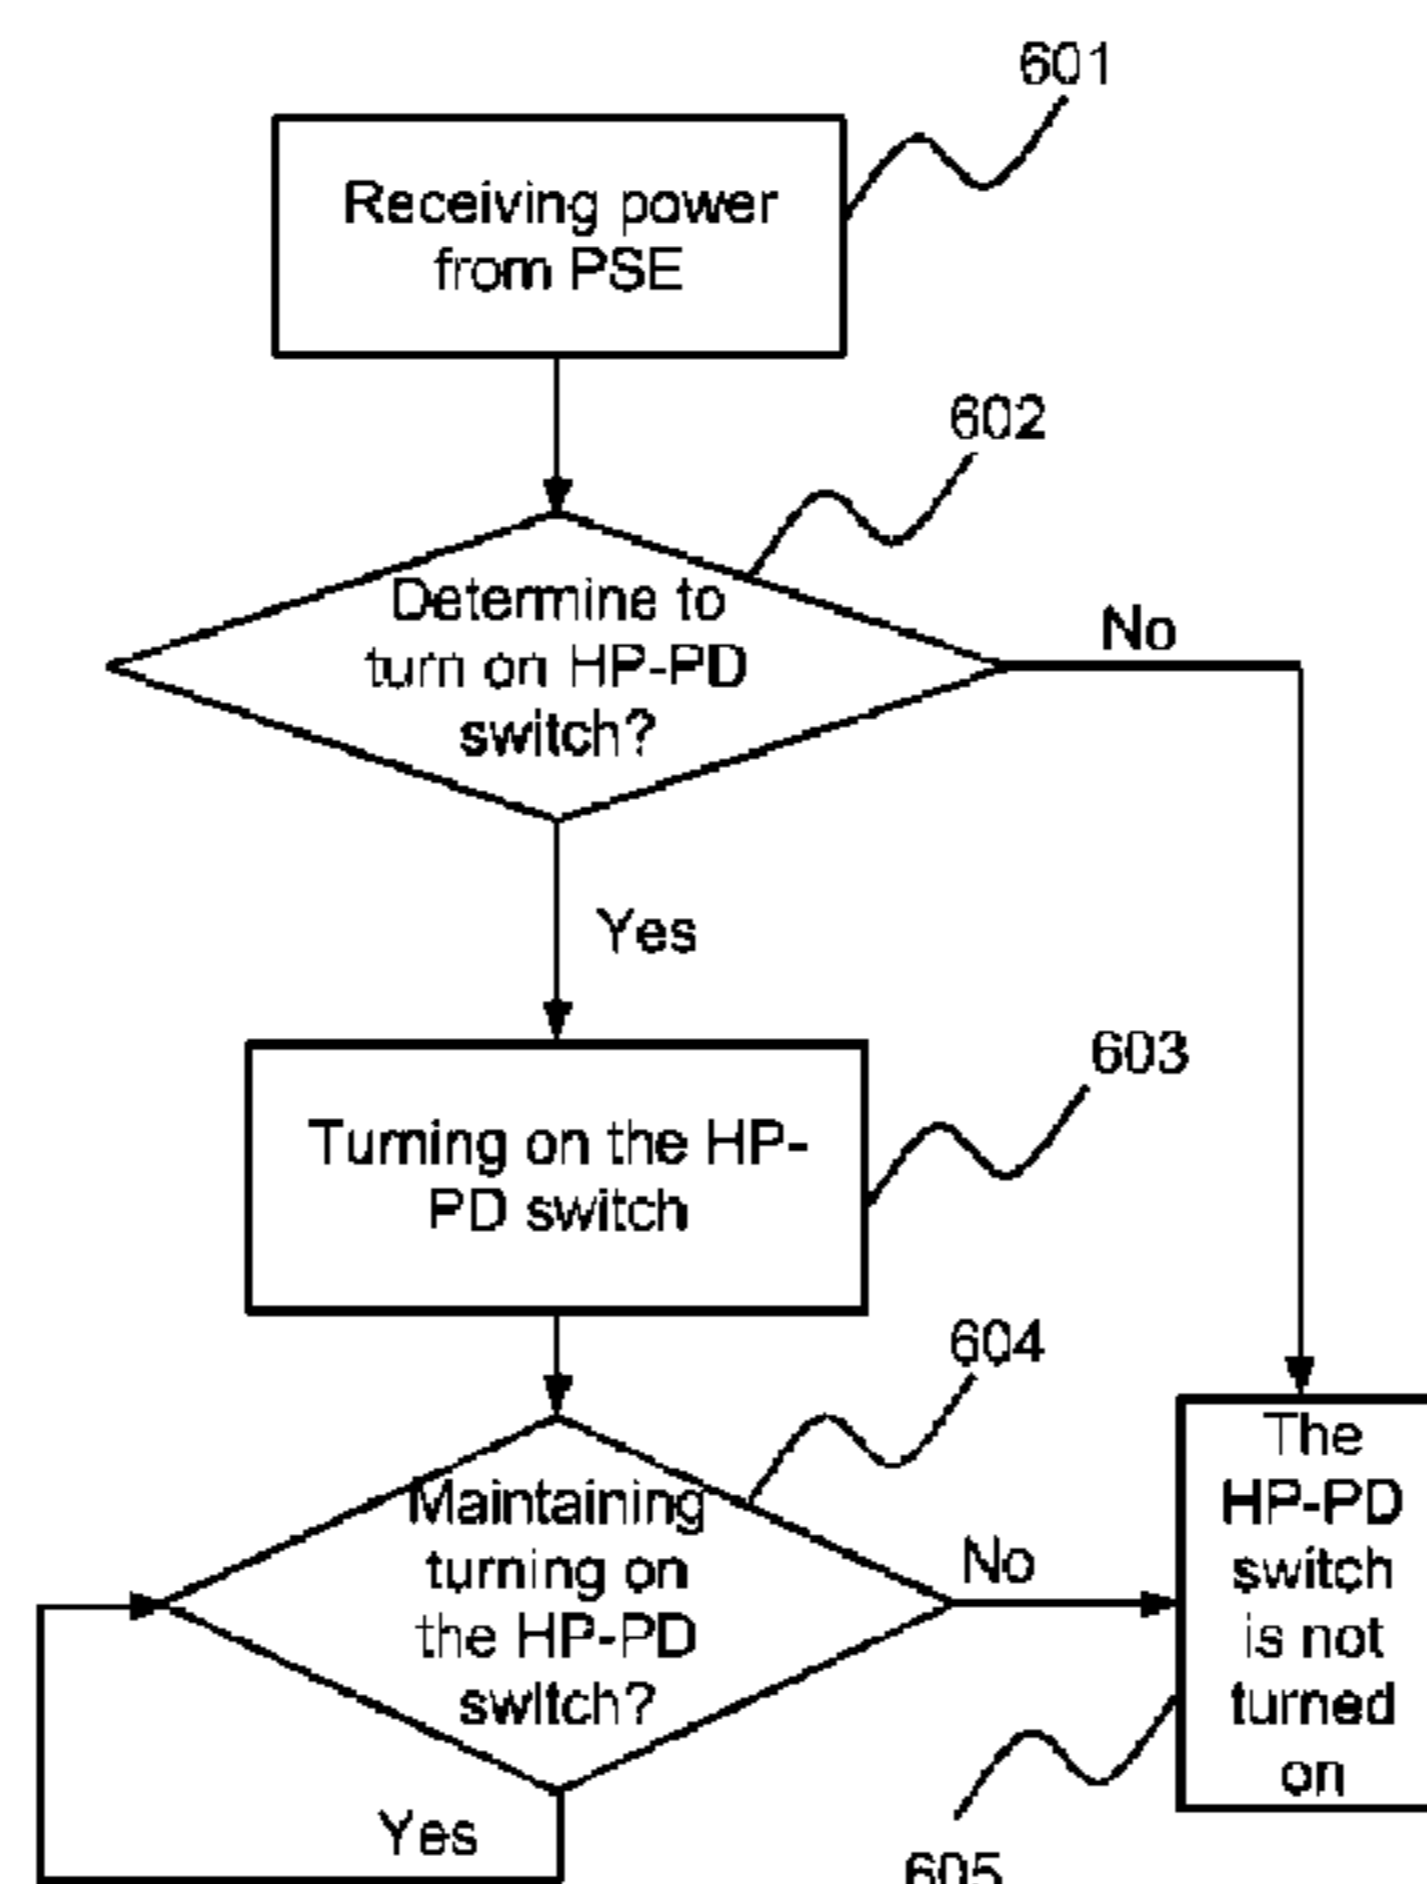 601
Receiving power
from PSE
602
Determine to
turn on HP-PD
switch?
No
Yes
603
Turning on the HP-
PD switch
604
Maintaining
turning on
the HP-PD
switch?
No
The
HP-PD
switch
is not
turned
on
Yes
605